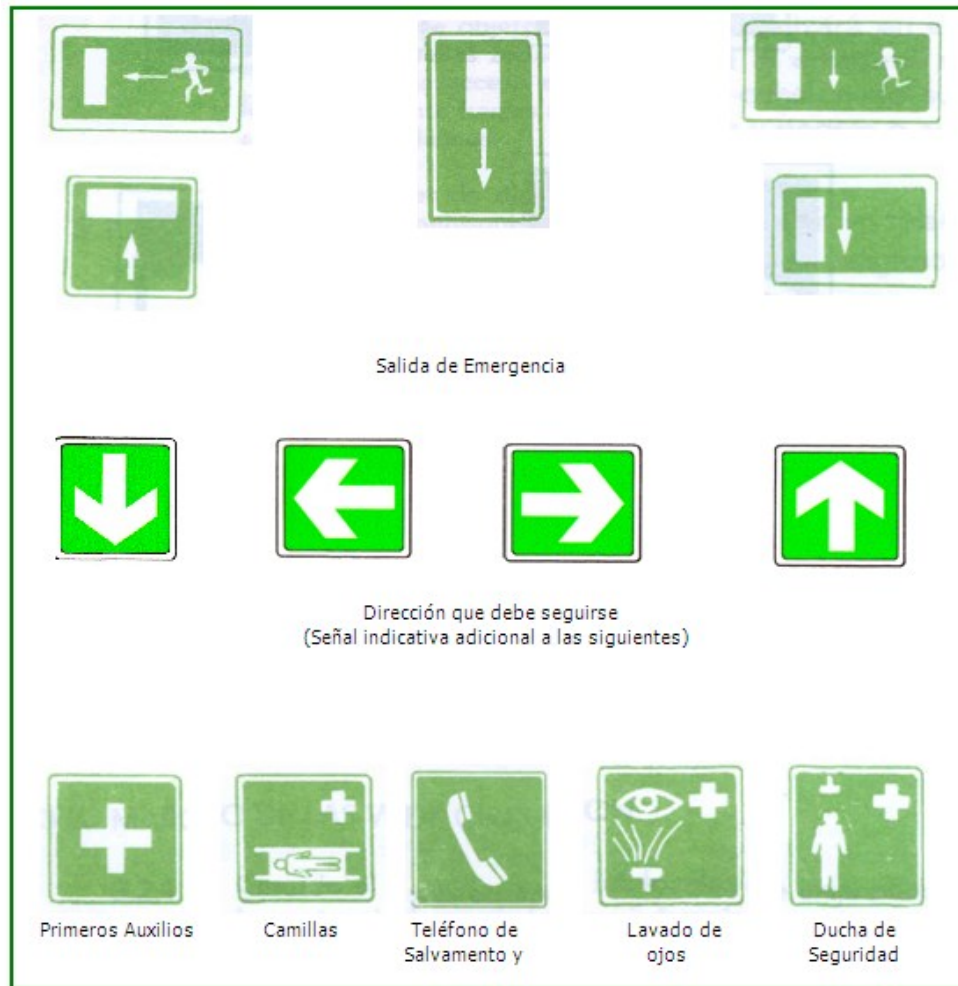 Salida de Emergencia
Dirección que debe seguirse
(Señal indicativa adicional a las siguientes)
Primeros Auxilios
Camillas
Teléfono de
Salvamento y
Lavado de
ojos
Ducha de
Seguridad